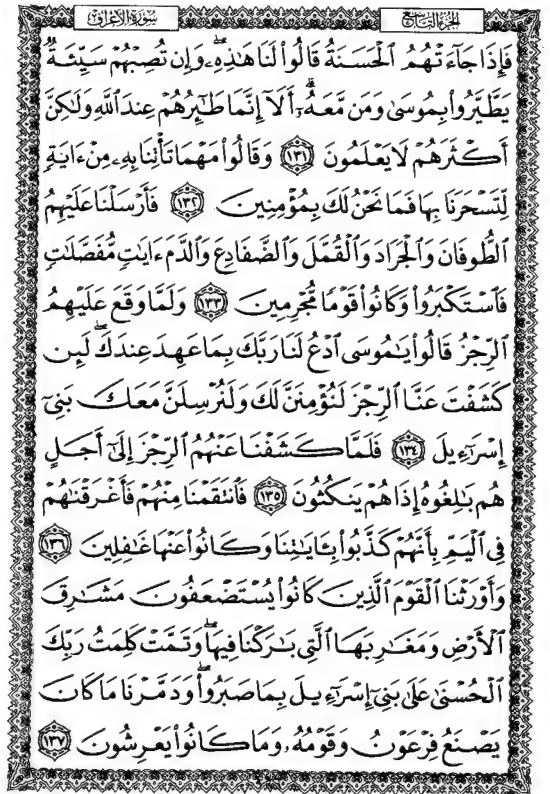 الجزء التاسع
سورة الأعراف
فَإِذَا جَآءَتْهُمُ ٱلْحَسَنَةُ قَالُوا۟ لَنَا هَٰذِهِۦ ۖ وَإِن تُصِبْهُمْ سَيِّئَةٌ
يَطَّيَّرُوا۟ بِمُوسَىٰ وَمَن مَّعَهُۥٓ ۗ أَلَآ إِنَّمَا طَٰٓئِرُهُمْ عِندَ ٱللَّهِ وَلَٰكِنَّ
أَكْثَرَهُمْ لَا يَعْلَمُونَ ﴿١٣١﴾ وَقَالُوا۟ مَهْمَا تَأْتِنَا بِهِۦ مِنْ ءَايَةٍ
لِّتَسْحَرَنَا بِهَا فَمَا نَحْنُ لَكَ بِمُؤْمِنِينَ ﴿١٣٢﴾ فَأَرْسَلْنَا عَلَيْهِمُ
ٱلطُّوفَانَ وَٱلْجَرَادَ وَٱلْقُمَّلَ وَٱلضَّفَادِعَ وَٱلدَّمَ ءَايَٰتٍ مُّفَصَّلَٰتٍ
فَٱسْتَكْبَرُوا۟ وَكَانُوا۟ قَوْمًا مُّجْرِمِينَ ﴿١٣٣﴾ وَلَمَّا وَقَعَ عَلَيْهِمُ
ٱلرِّجْزُ قَالُوا۟ يَٰمُوسَى ٱدْعُ لَنَا رَبَّكَ بِمَا عَهِدَ عِندَكَ ۖ لَئِن
كَشَفْتَ عَنَّا ٱلرِّجْزَ لَنُؤْمِنَنَّ لَكَ وَلَنُرْسِلَنَّ مَعَكَ بَنِىٓ
إِسْرَٰٓءِيلَ ﴿١٣٤﴾ فَلَمَّا كَشَفْنَا عَنْهُمُ ٱلرِّجْزَ إِلَىٰٓ أَجَلٍ
هُم بَٰلِغُوهُ إِذَا هُمْ يَنكُثُونَ ﴿١٣٥﴾ فَٱنتَقَمْنَا مِنْهُمْ فَأَغْرَقْنَٰهُمْ
فِى ٱلْيَمِّ بِأَنَّهُمْ كَذَّبُوا۟ بِـَٔايَٰتِنَا وَكَانُوا۟ عَنْهَا غَٰفِلِينَ ﴿١٣٦﴾
وَأَوْرَثْنَا ٱلْقَوْمَ ٱلَّذِينَ كَانُوا۟ يُسْتَضْعَفُونَ مَشَٰرِقَ
ٱلْأَرْضِ وَمَغَٰرِبَهَا ٱلَّتِى بَٰرَكْنَا فِيهَا ۖ وَتَمَّتْ كَلِمَتُ رَبِّكَ
ٱلْحُسْنَىٰ عَلَىٰ بَنِىٓ إِسْرَٰٓءِيلَ بِمَا صَبَرُوا۟ ۖ وَدَمَّرْنَا مَا كَانَ
يَصْنَعُ فِرْعَوْنُ وَقَوْمُهُۥ وَمَا كَانُوا۟ يَعْرِشُونَ ﴿١٣٧﴾